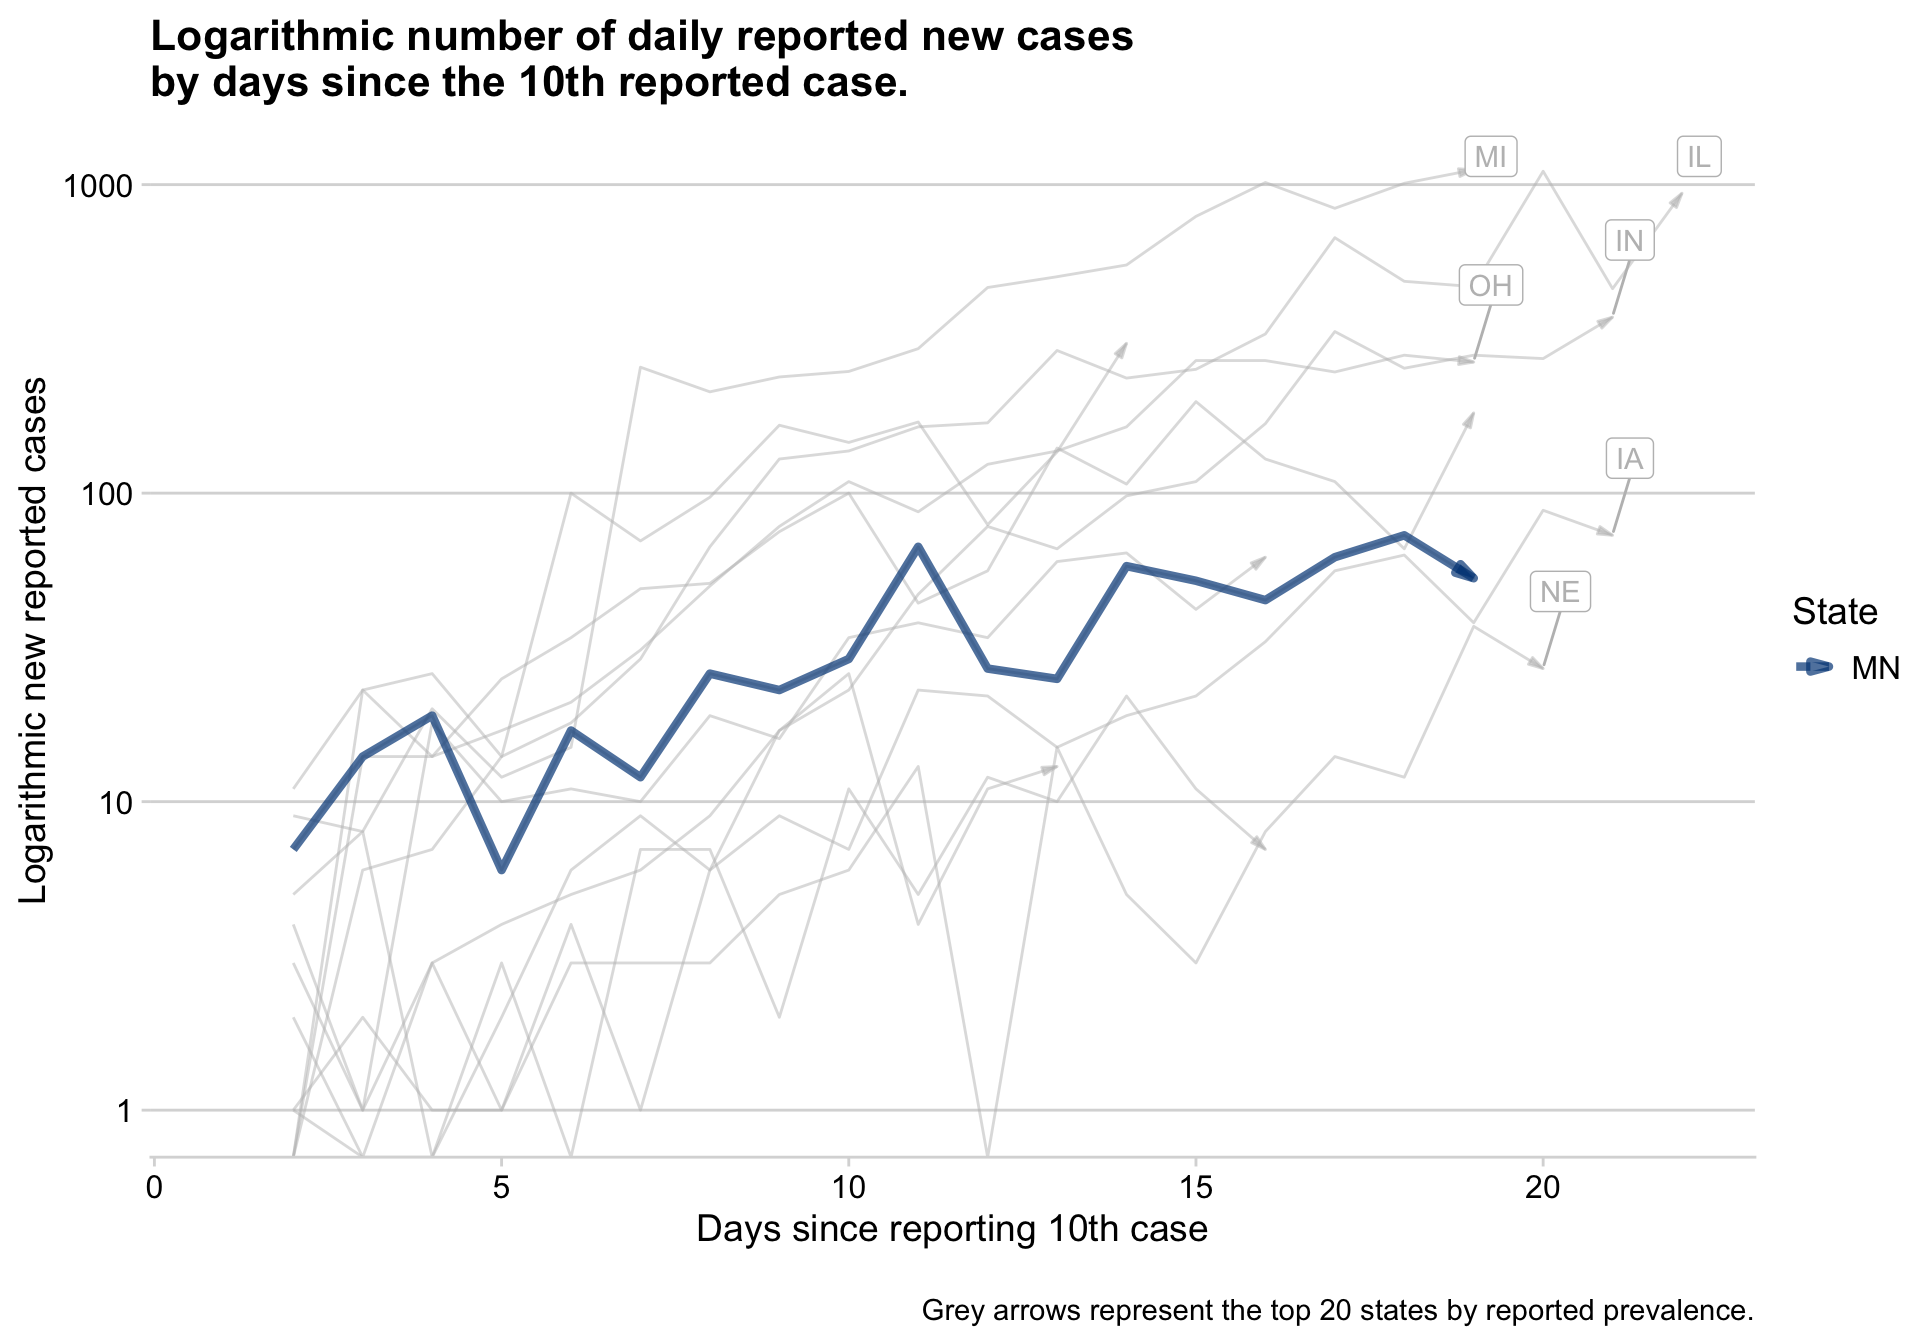 Logarithmic number of daily reported new cases
by days since the 10th reported case.
Logarithmic new reported cases
1000
100
10
1
MI
IL
IN
OH
IA
NE
State
MN
0
5
10
15
20
Days since reporting 10th case
Grey arrows represent the top 20 states by reported prevalence.